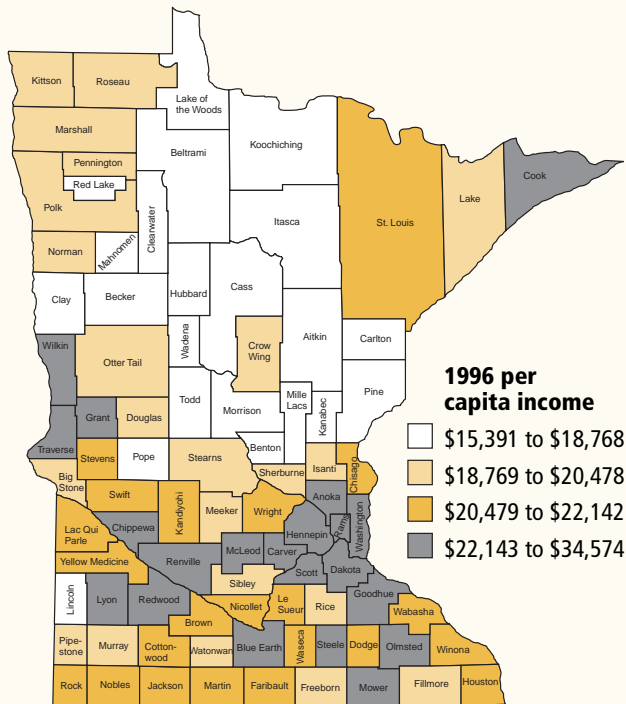 Kittson
Roseau
Lake of
the Woods
Marshall
Beltrami
Koochiching
Pennington
Red Lake
Polk
Clearwater
Itasca
St. Louis
Lake
Cook
Norman
Mahnomen
Clay
Becker
Hubbard
Cass
Wadena
Crow
Wing
Aitkin
Carlton
Wilkin
Otter Tail
Grant
Douglas
Todd
Morrison
Mille
Lacs
Kanabec
Pine
1996 per
capita income
$15,391 to $18,768
$18,769 to $20,478
$20,479 to $22,142
$22,143 to $34,574
Traverse
Stevens
Pope
Stearns
Benton
Sherburne
Isanti
Chisago
Big
Stone
Swift
Kandiyohi
Meeker
Wright
Anoka
Hennepin
Rams
Washington
Lac Qui
Parle
Chippewa
Yellow Medicine
Renville
McLeod
Carver
Scott
Dakota
Lincoln
Lyon
Redwood
Sibley
Nicollet
Le
Sueur
Rice
Goodhue
Wabasha
Brown
Pipe-
stone
Murray
Cotton-
wood
Watonwan
Blue Earth
Waseca
Steele
Dodge
Olmsted
Winona
Rock
Nobles
Jackson
Martin
Faribault
Freeborn
Mower
Fillmore
Houston